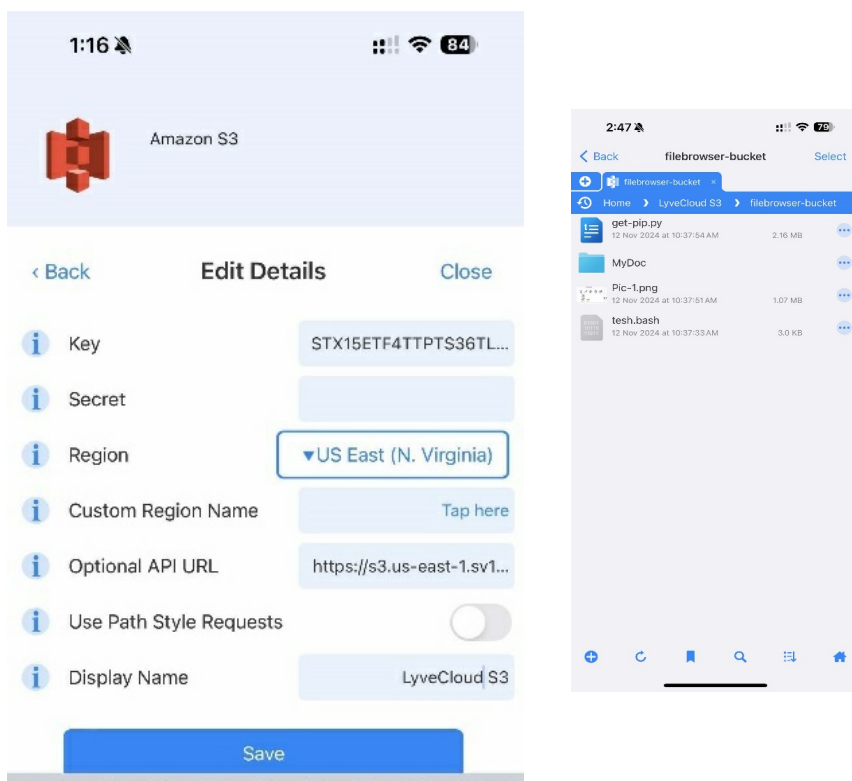 1:16
84
Amazon S3
‹ Back Edit Details Close
i Key STX15ETF4TTPTS36TL...
i Secret
i Region ▼US East (N. Virginia)
i Custom Region Name Tap here
i Optional API URL https://s3.us-east-1.sv1...
i Use Path Style Requests
i Display Name LyveCloud S3
Save
2:47
79
Back filebrowser-bucket Select
filebrowser-bucket ×
Home ❯ LyveCloud S3 ❯ filebrowser-bucket
get-pip.py
12 Nov 2024 at 10:37:54 AM 2.16 MB
MyDoc
Pic-1.png
12 Nov 2024 at 10:37:51 AM 1.07 MB
tesh.bash
12 Nov 2024 at 10:37:33 AM 3.0 KB